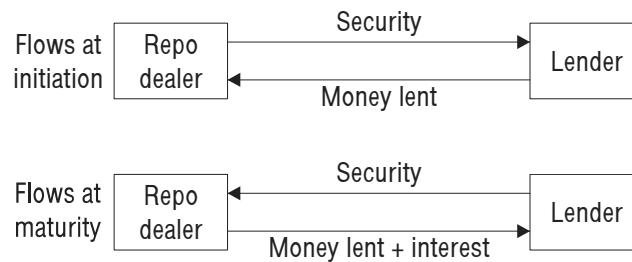 Security
Flows at
initiation
Repo
dealer
Lender
Money lent
Security
Flows at
maturity
Repo
dealer
Lender
Money lent + interest